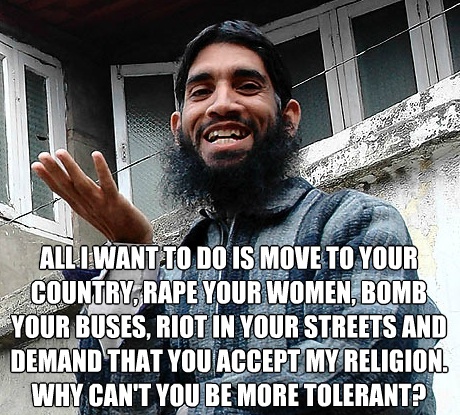 ALL I WANT TO DO IS MOVE TO YOUR
COUNTRY, RAPE YOUR WOMEN, BOMB
YOUR BUSES, RIOT IN YOUR STREETS AND
DEMAND THAT YOU ACCEPT MY RELIGION.
WHY CAN'T YOU BE MORE TOLERANT?